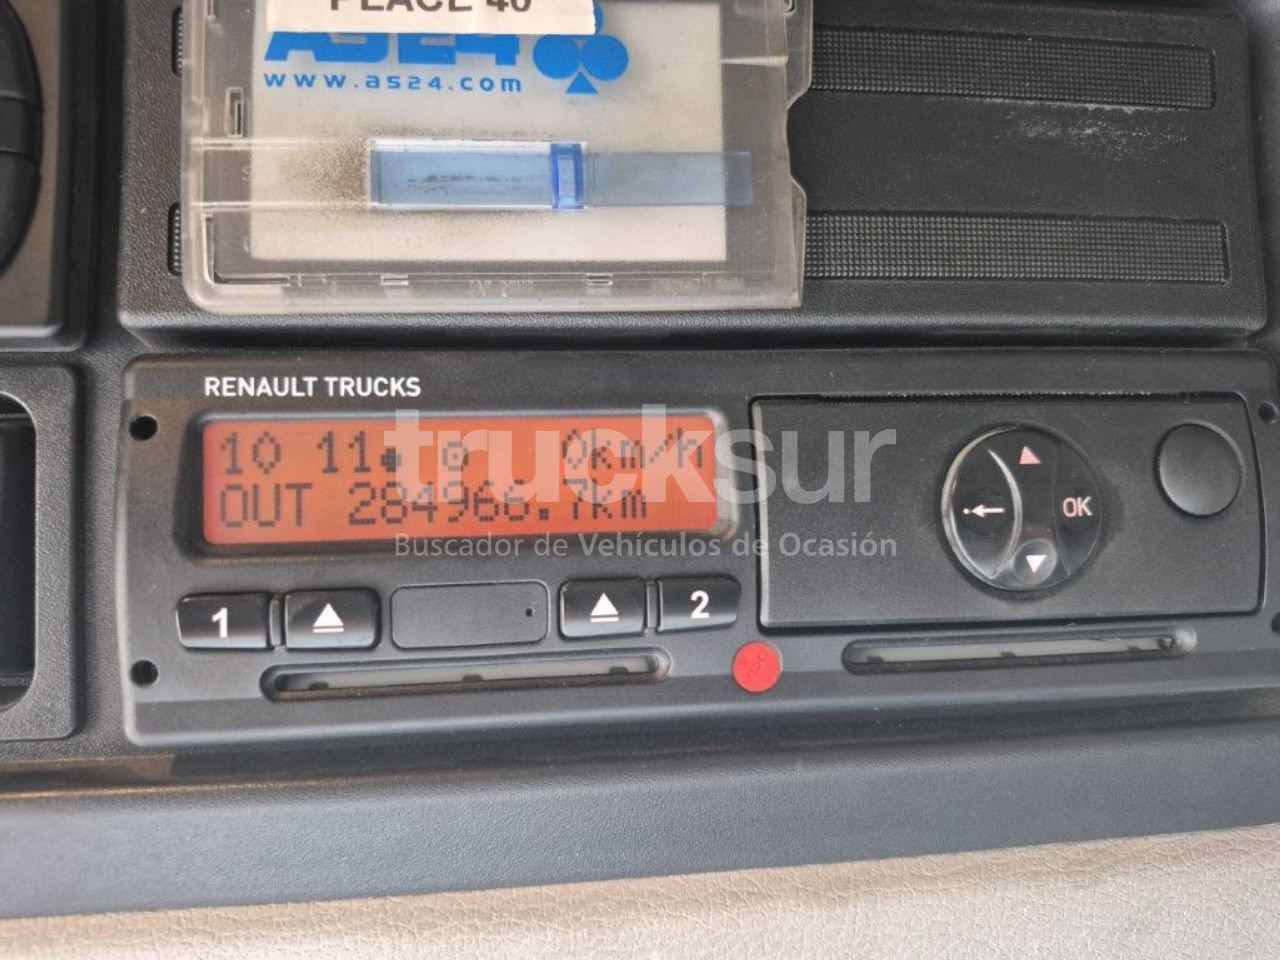 PLACE 40
AS24
www.as24.com
RENAULT TRUCKS
10 11 0km/h
OUT 284966.7km
trucksur
Buscador de Vehículos de Ocasión
OK
1
2
VDO